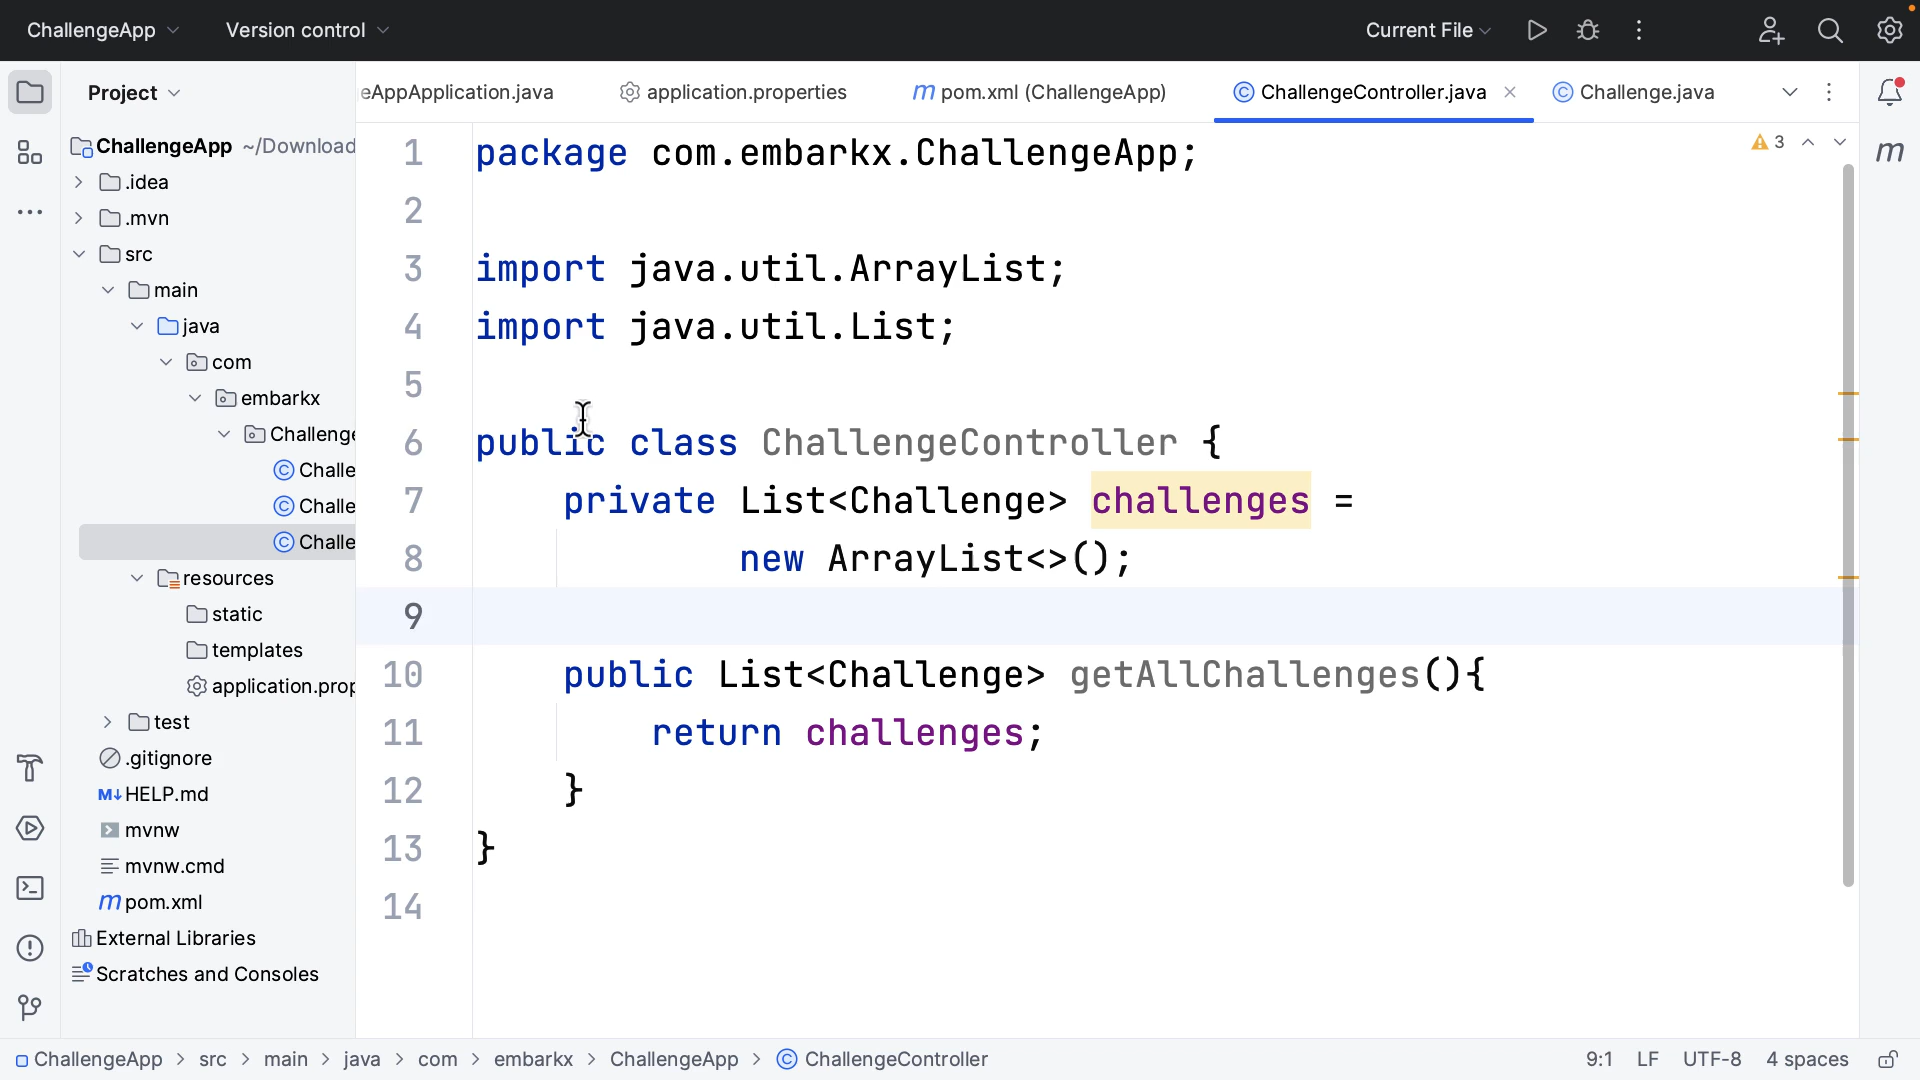 ChallengeApp
Version control
Current File
Project
eAppApplication.java
application.properties
m pom.xml (ChallengeApp)
ChallengeController.java
Challenge.java
ChallengeApp ~/Download
.idea
.mvn
src
main
java
com
embarkx
Challenge
Challe
Challe
Challe
resources
static
templates
application.prop
test
.gitignore
M↓ HELP.md
mvnw
mvnw.cmd
m pom.xml
External Libraries
Scratches and Consoles
3
m
1 package com.embarkx.ChallengeApp;
2
3 import java.util.ArrayList;
4 import java.util.List;
5
6 public class ChallengeController {
7 private List<Challenge> challenges =
8 new ArrayList<>();
9
10 public List<Challenge> getAllChallenges(){
11 return challenges;
12 }
13 }
14
ChallengeApp > src > main > java > com > embarkx > ChallengeApp > ChallengeController
9:1 LF UTF-8 4 spaces